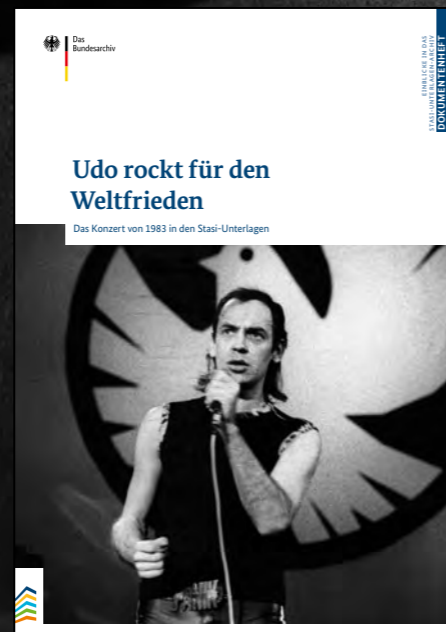 Das
Bundesarchiv
EINBLICKE IN DAS
STASI-UNTERLAGEN-ARCHIV
DOKUMENTENHEFT
Udo rockt für den
Weltfrieden
Das Konzert von 1983 in den Stasi-Unterlagen